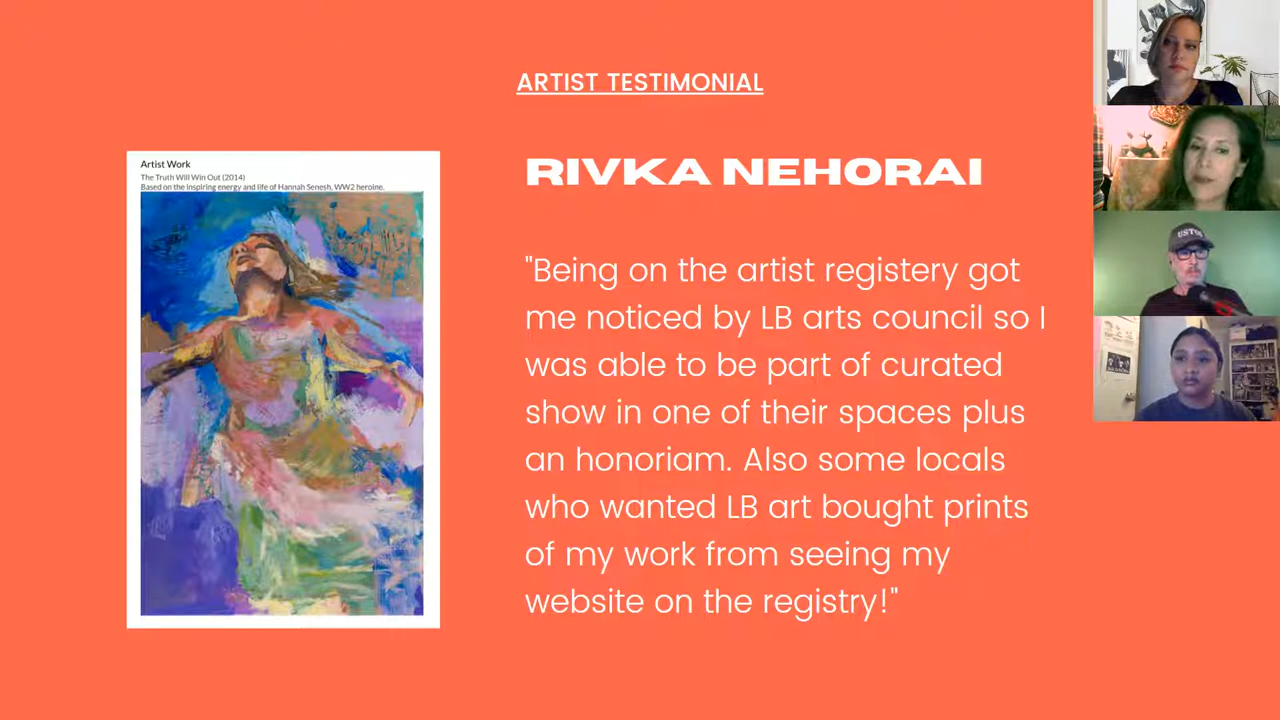 ARTIST TESTIMONIAL
Artist Work
The Truth Will Win Out (2014)
Based on the inspiring energy and life of Hannah Senesh, WW2 heroine.
RIVKA NEHORAI
"Being on the artist registery got
me noticed by LB arts council so I
was able to be part of curated
show in one of their spaces plus
an honoriam. Also some locals
who wanted LB art bought prints
of my work from seeing my
website on the registry!"